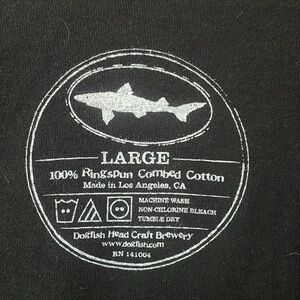 LARGE
100% Ringspun Combed Cotton
Made in Los Angeles, CA
MACHINE WASH
NON-CHLORINE BLEACH
TUMBLE DRY
Dogfish Head Craft Brewery
www.dogfish.com
RN 141004